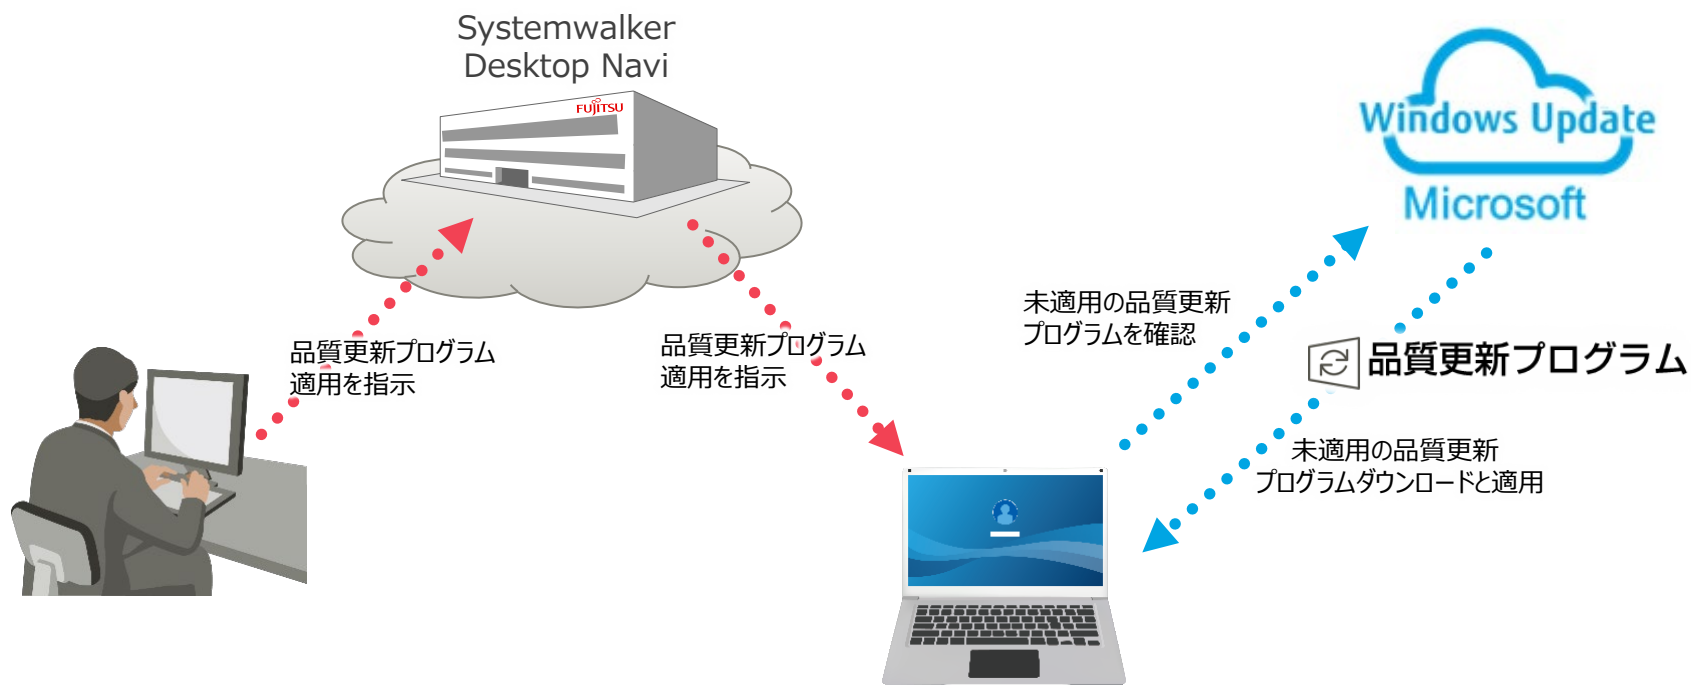 Systemwalker
Desktop Navi
FUJITSU
Windows Update
Microsoft
品質更新プログラム
適用を指示
品質更新プログラム
適用を指示
未適用の品質更新
プログラムを確認
品質更新プログラム
未適用の品質更新
プログラムダウンロードと適用